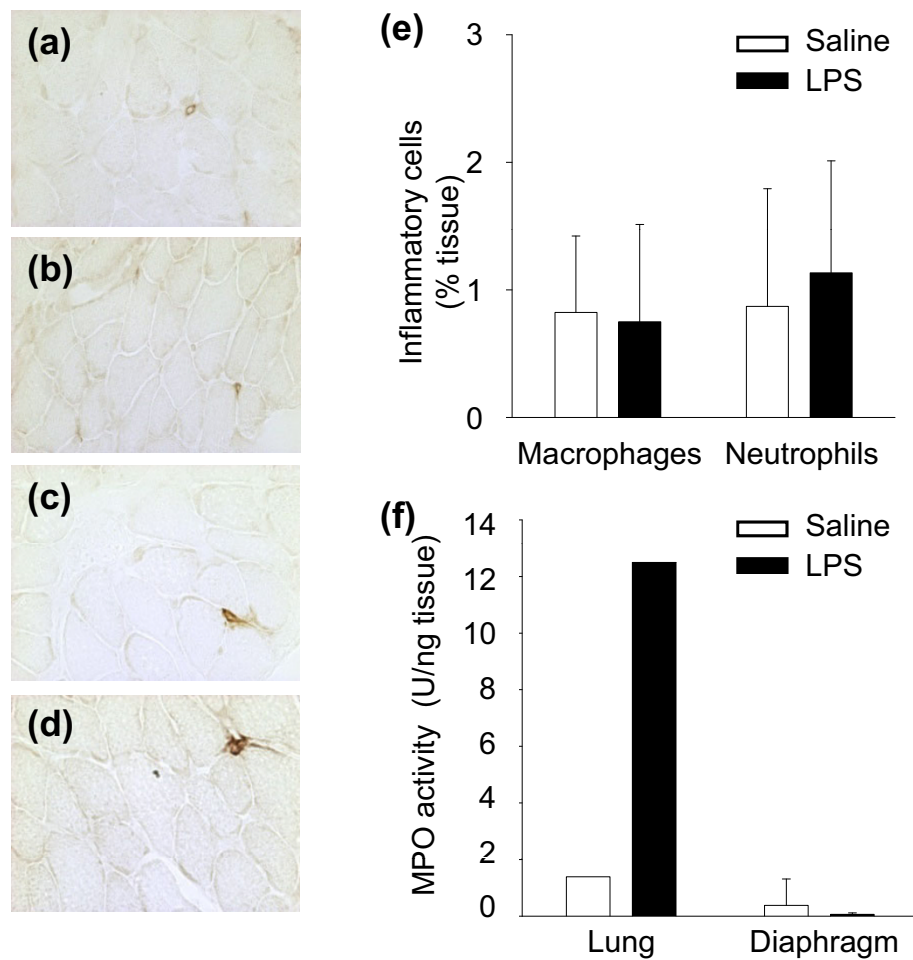 (a)
(b)
(c)
(d)
(e)
Inflammatory cells
(% tissue)
3
2
1
0
Saline
LPS
Macrophages Neutrophils
(f)
MPO activity (U/ng tissue)
14
12
10
8
6
4
2
0
Saline
LPS
Lung Diaphragm